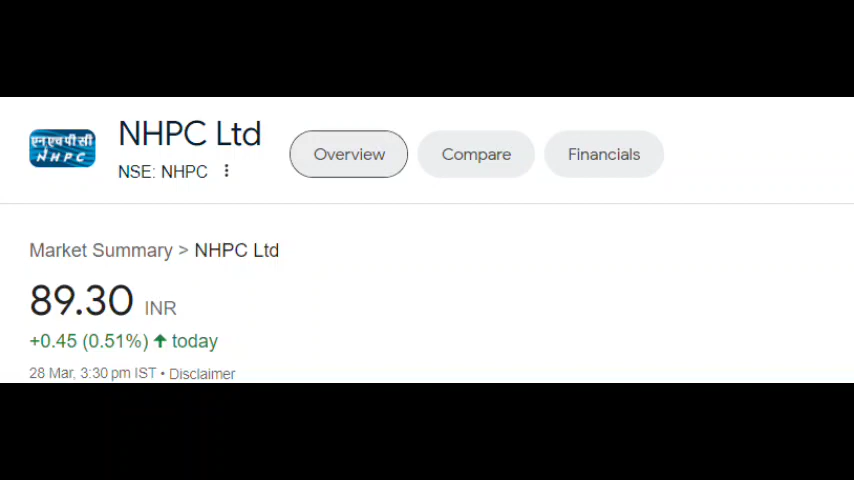 एनएचपीसी
NHPC
NHPC Ltd
NSE: NHPC
Overview
Compare
Financials
Market Summary > NHPC Ltd
89.30 INR
+0.45 (0.51%) ↑ today
28 Mar, 3:30 pm IST • Disclaimer